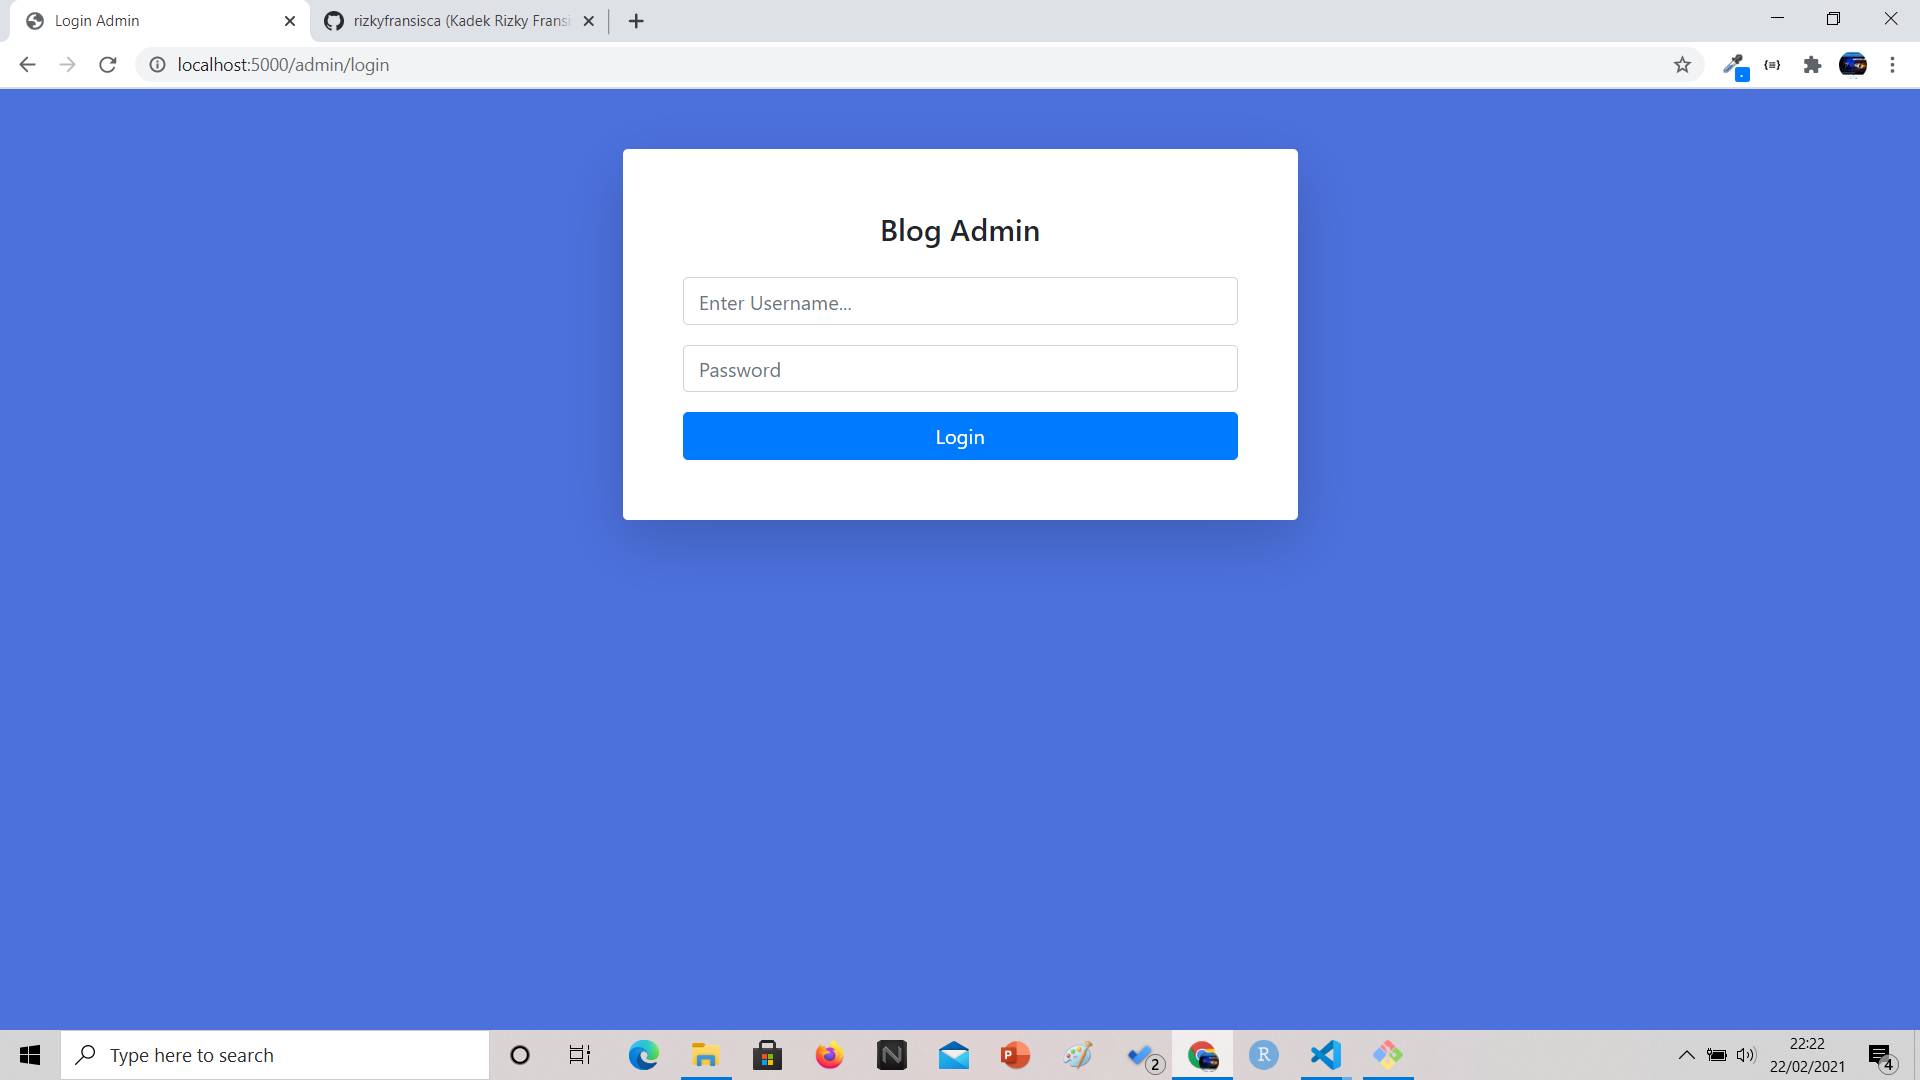 Login Admin
rizkyfransisca (Kadek Rizky Fransi
localhost:5000/admin/login
Blog Admin
Enter Username...
Password
Login
Type here to search
P
N
2
R
22:22
22/02/2021
4